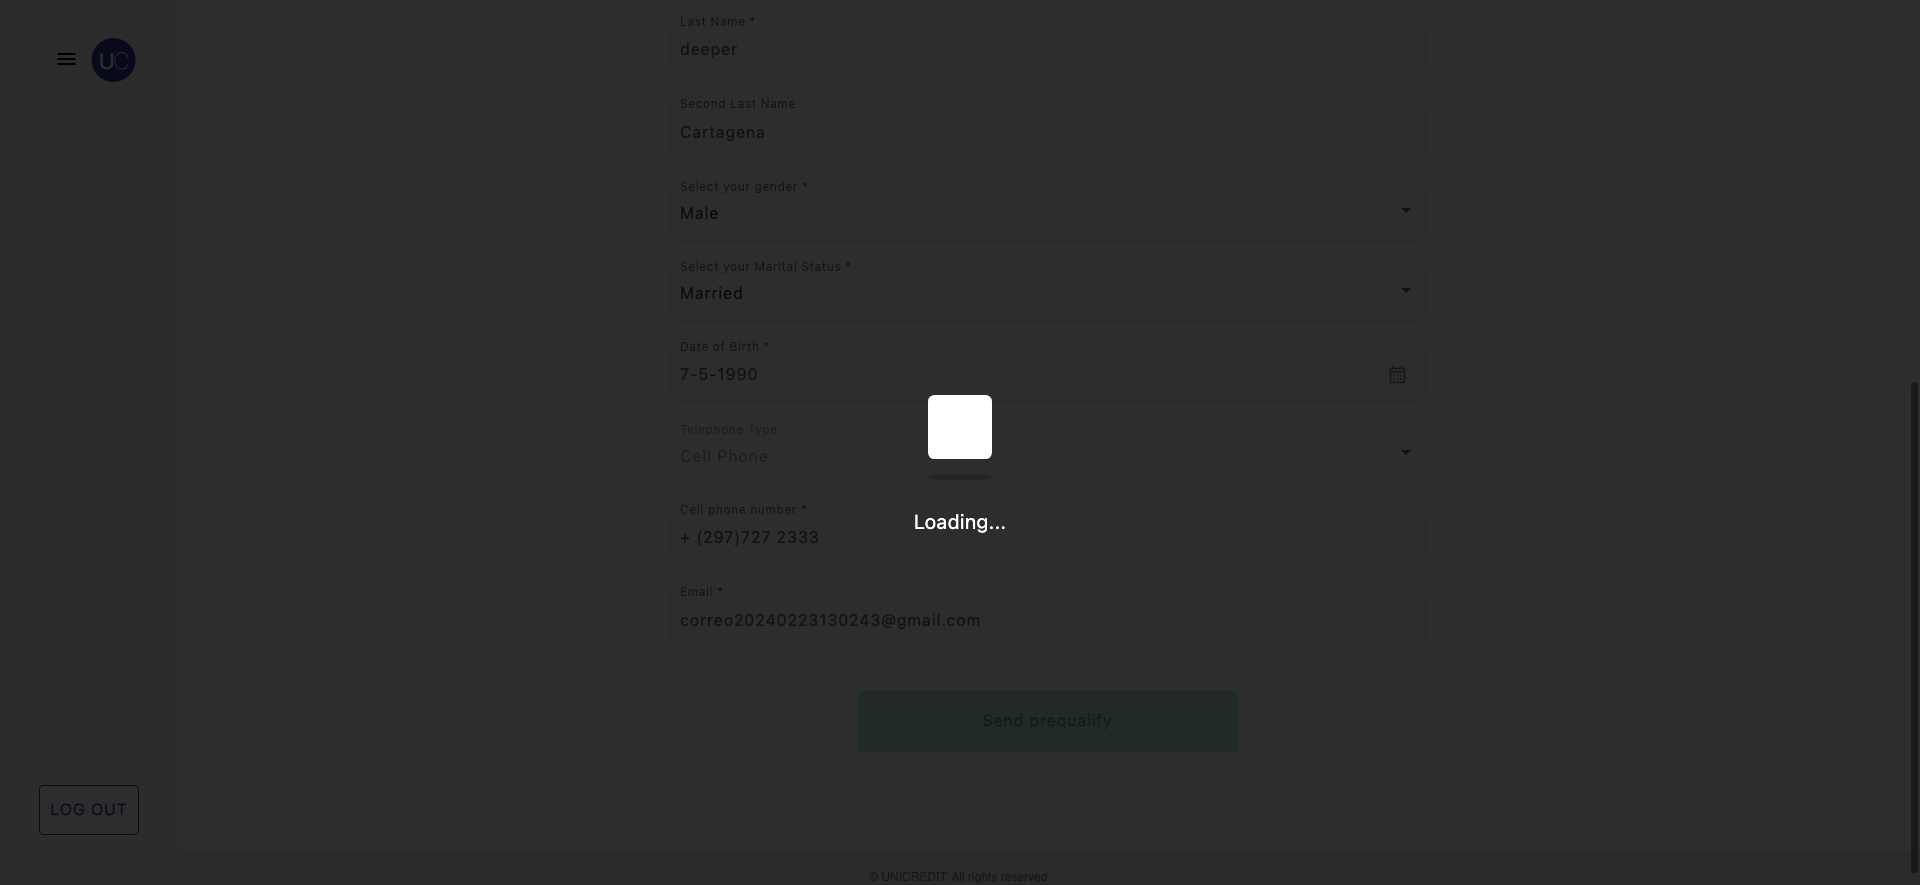 Last Name *
deeper
UC
Second Last Name
Cartagena
Select your gender *
Male
Select your Marital Status *
Married
Date of Birth *
7-5-1990
Telephone Type
Cell Phone
Cell phone number *
+ (297)727 2333
Loading...
Email *
correo20240223130243@gmail.com
Send prequalify
LOG OUT
© UNICREDIT. All rights reserved.